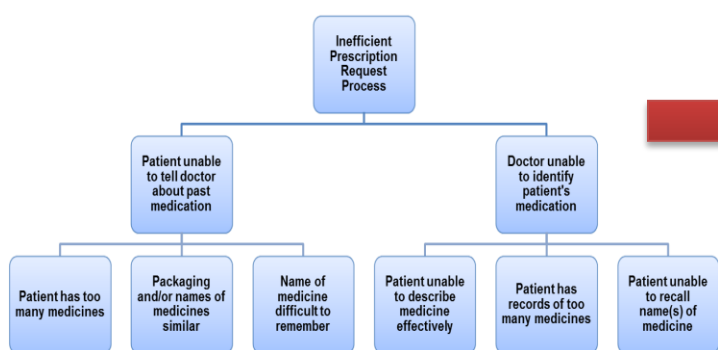 Inefficient
Prescription
Request
Process
Patient unable
to tell doctor
about past
medication
Doctor unable
to identify
patient's
medication
Patient has too
many medicines
Packaging
and/or names of
medicines
similar
Name of
medicine
difficult to
remember
Patient unable
to describe
medicine
effectively
Patient has
records of too
many medicines
Patient unable
to recall
name(s) of
medicine